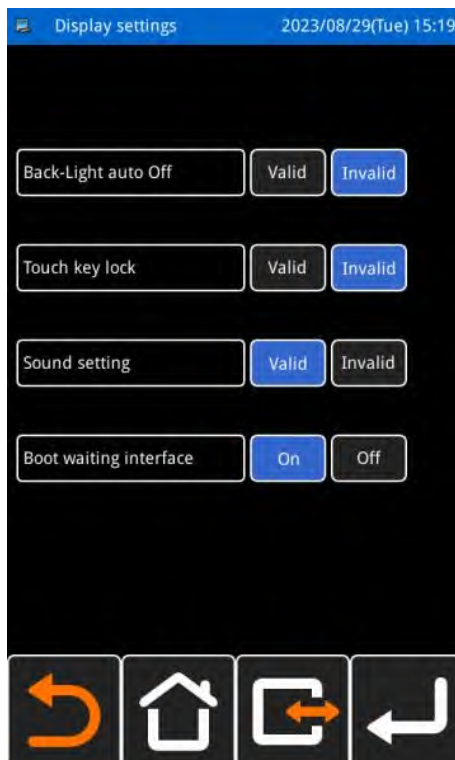 Display settings 2023/08/29(Tue) 15:19
Back-Light auto Off Valid Invalid
Touch key lock Valid Invalid
Sound setting Valid Invalid
Boot waiting interface On Off